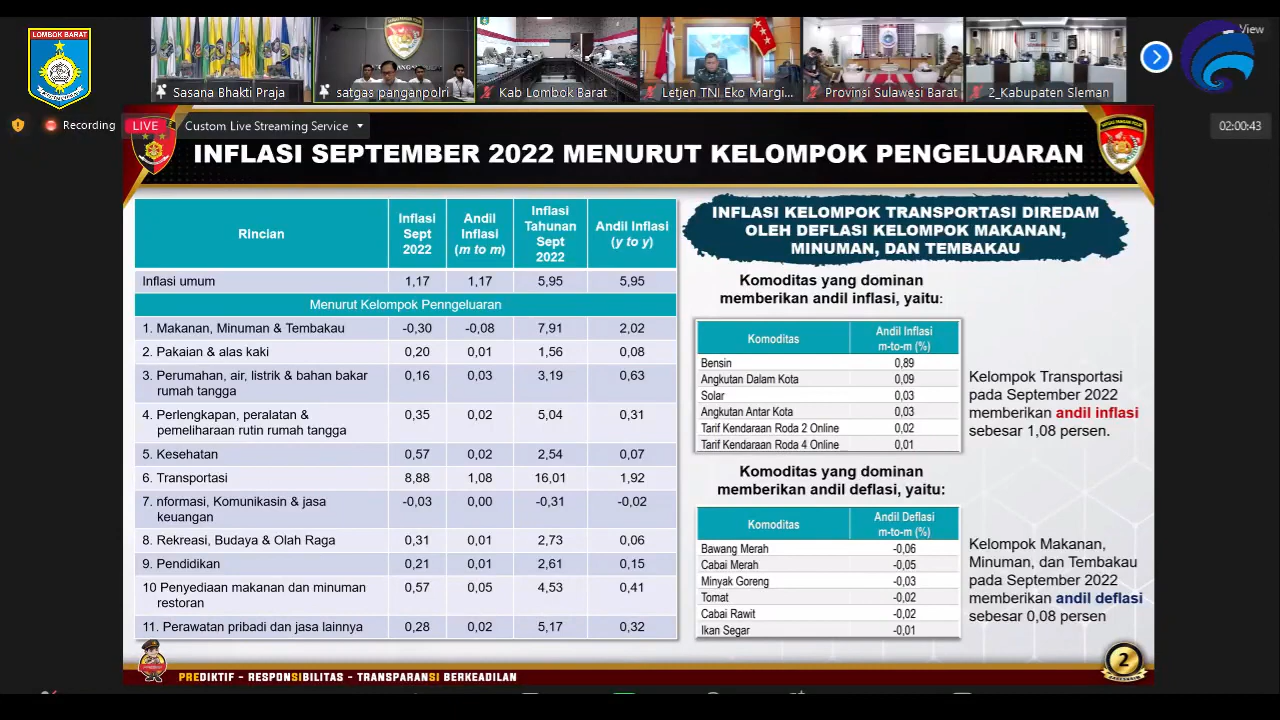 LOMBOK BARAT
Sasana Bhakti Praja
satgas panganpolri
Kab Lombok Barat
Letjen TNI Eko Margi...
Provinsi Sulawesi Barat
2_Kabupaten Sleman
View
Recording
LIVE
Custom Live Streaming Service
02:00:43
INFLASI SEPTEMBER 2022 MENURUT KELOMPOK PENGELUARAN
Rincian
Inflasi Sept 2022
Andil Inflasi (m to m)
Inflasi Tahunan Sept 2022
Andil Inflasi (y to y)
Inflasi umum 1,17 1,17 5,95 5,95
Menurut Kelompok Penngeluaran
1. Makanan, Minuman & Tembakau -0,30 -0,08 7,91 2,02
2. Pakaian & alas kaki 0,20 0,01 1,56 0,08
3. Perumahan, air, listrik & bahan bakar 0,16 0,03 3,19 0,63
rumah tangga
4. Perlengkapan, peralatan & 0,35 0,02 5,04 0,31
pemeliharaan rutin rumah tangga
5. Kesehatan 0,57 0,02 2,54 0,07
6. Transportasi 8,88 1,08 16,01 1,92
7. nformasi, Komunikasin & jasa -0,03 0,00 -0,31 -0,02
keuangan
8. Rekreasi, Budaya & Olah Raga 0,31 0,01 2,73 0,06
9. Pendidikan 0,21 0,01 2,61 0,15
10 Penyediaan makanan dan minuman 0,57 0,05 4,53 0,41
restoran
11. Perawatan pribadi dan jasa lainnya 0,28 0,02 5,17 0,32
INFLASI KELOMPOK TRANSPORTASI DIREDAM
OLEH DEFLASI KELOMPOK MAKANAN,
MINUMAN, DAN TEMBAKAU
Komoditas yang dominan
memberikan andil inflasi, yaitu:
Komoditas
Andil Inflasi
m-to-m (%)
Bensin 0,89
Angkutan Dalam Kota 0,09
Solar 0,03
Angkutan Antar Kota 0,03
Tarif Kendaraan Roda 2 Online 0,02
Tarif Kendaraan Roda 4 Online 0,01
Kelompok Transportasi
pada September 2022
memberikan andil inflasi
sebesar 1,08 persen.
Komoditas yang dominan
memberikan andil deflasi, yaitu:
Komoditas
Andil Deflasi
m-to-m (%)
Bawang Merah -0,06
Cabai Merah -0,05
Minyak Goreng -0,03
Tomat -0,02
Cabai Rawit -0,02
Ikan Segar -0,01
Kelompok Makanan,
Minuman, dan Tembakau
pada September 2022
memberikan andil deflasi
sebesar 0,08 persen
PREDIKTIF - RESPONSIBILITAS - TRANSPARANSI BERKEADILAN
2